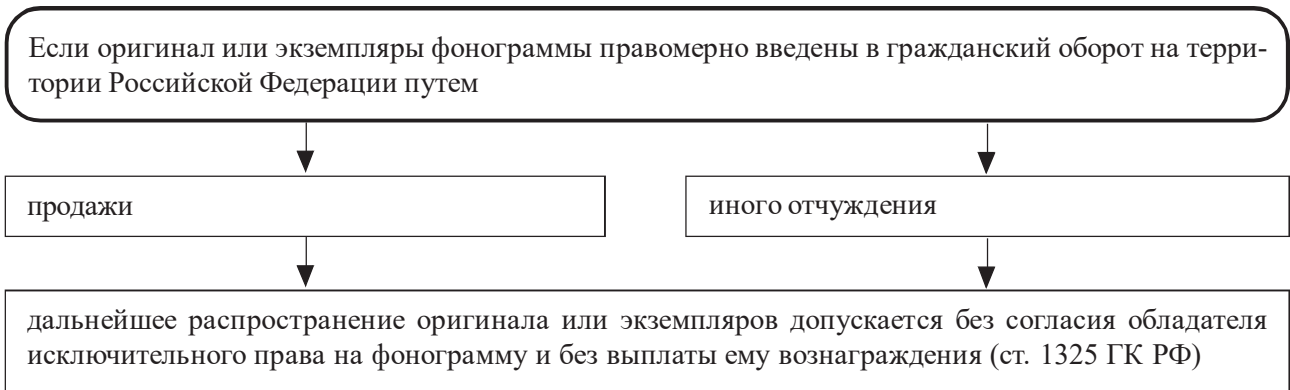 Если оригинал или экземпляры фонограммы правомерно введены в гражданский оборот на терри-
тории Российской Федерации путем
продажи
иного отчуждения
дальнейшее распространение оригинала или экземпляров допускается без согласия обладателя
исключительного права на фонограмму и без выплаты ему вознаграждения (ст. 1325 ГК РФ)